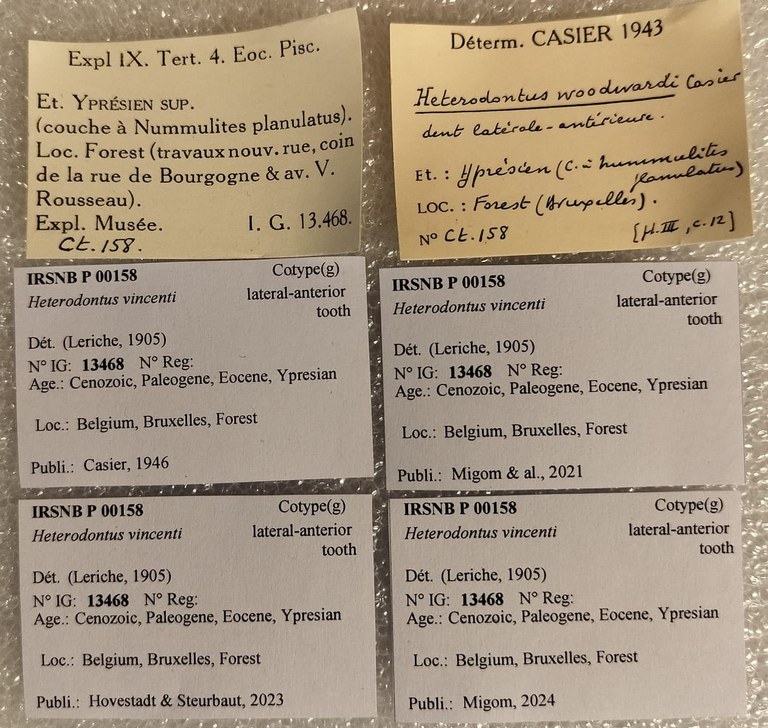 Expl IX. Tert. 4. Eoc. Pisc.
Et. YPRÉSIEN SUP.
(couche à Nummulites planulatus).
Loc. Forest (travaux nouv. rue, coin
de la rue de Bourgogne & av. V.
Rousseau).
Expl. Musée. I. G. 13.468.
Ct. 158.
Déterm. CASIER 1943
Heterodontus woodwardi Casier
dent latérale-antérieure.
Et. : Yprésien (C. à nummulites
planulatus)
LOC. : Forest (Bruxelles).
N° Ct. 158 [pl. III, c. 12]
IRSNB P 00158 Cotype(g)
Heterodontus vincenti lateral-anterior
tooth
Dét. (Leriche, 1905)
N° IG: 13468 N° Reg:
Age.: Cenozoic, Paleogene, Eocene, Ypresian
Loc.: Belgium, Bruxelles, Forest
Publi.: Casier, 1946
IRSNB P 00158 Cotype(g)
Heterodontus vincenti lateral-anterior
tooth
Dét. (Leriche, 1905)
N° IG: 13468 N° Reg:
Age.: Cenozoic, Paleogene, Eocene, Ypresian
Loc.: Belgium, Bruxelles, Forest
Publi.: Migom & al., 2021
IRSNB P 00158 Cotype(g)
Heterodontus vincenti lateral-anterior
tooth
Dét. (Leriche, 1905)
N° IG: 13468 N° Reg:
Age.: Cenozoic, Paleogene, Eocene, Ypresian
Loc.: Belgium, Bruxelles, Forest
Publi.: Hovestadt & Steurbaut, 2023
IRSNB P 00158 Cotype(g)
Heterodontus vincenti lateral-anterior
tooth
Dét. (Leriche, 1905)
N° IG: 13468 N° Reg:
Age.: Cenozoic, Paleogene, Eocene, Ypresian
Loc.: Belgium, Bruxelles, Forest
Publi.: Migom, 2024